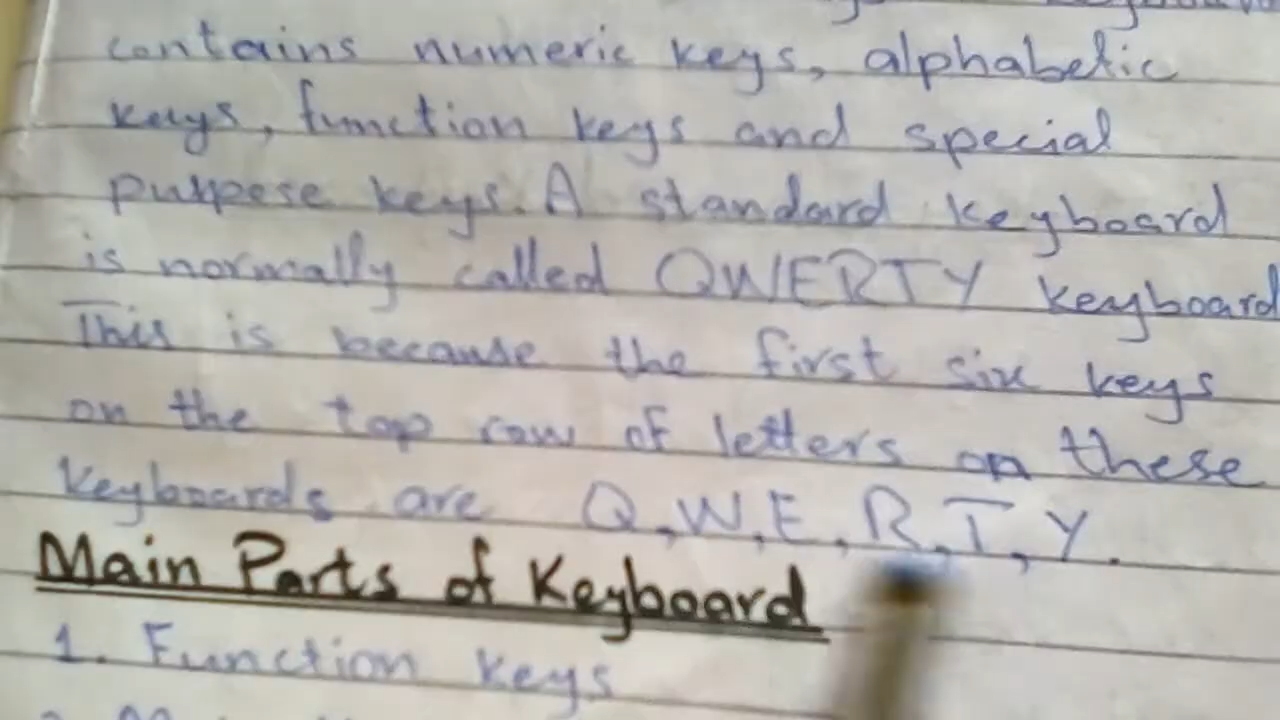 contains numeric keys, alphabetic
keys, function keys and special
purpose keys. A standard keyboard
is normally called QWERTY keyboard
This is because the first six keys
on the top row of letters on these
keyboards are Q,W,E,R,T,Y.
Main Parts of Keyboard
1. Function keys